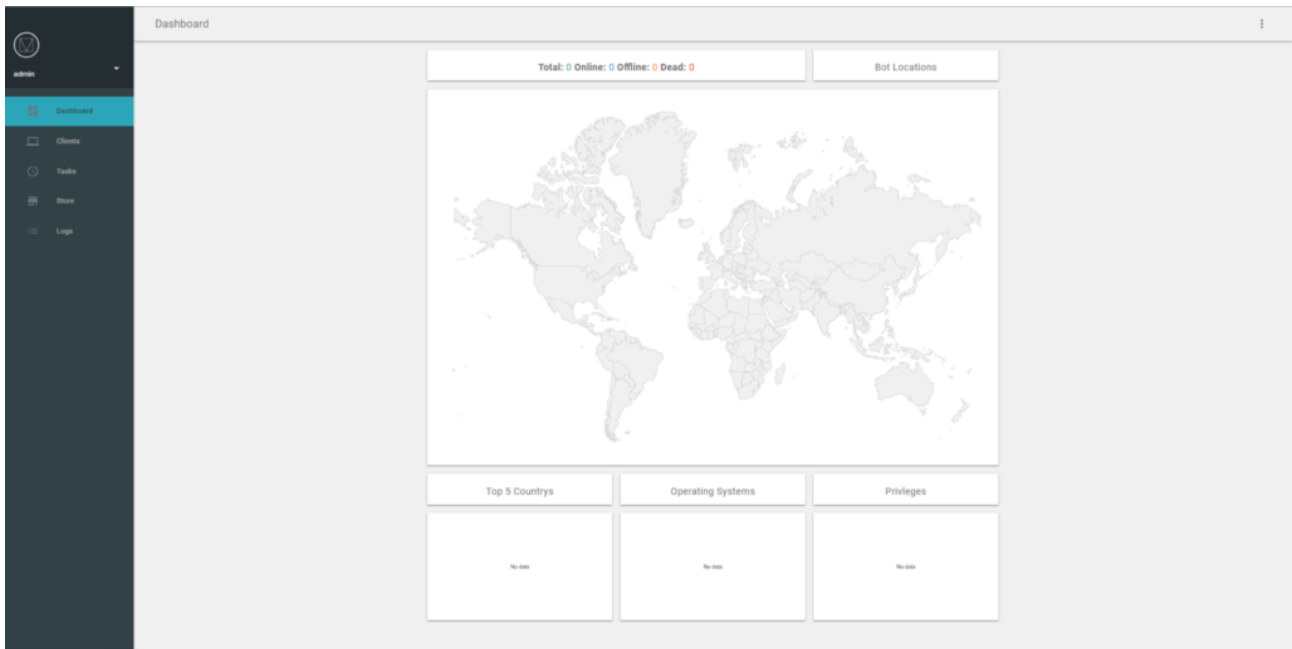 Dashboard
admin
Dashboard
Clients
Tasks
Store
Logs
Total: 0 Online: 0 Offline: 0 Dead: 0
Bot Locations
Top 5 Countrys
Operating Systems
Privleges
No data
No data
No data